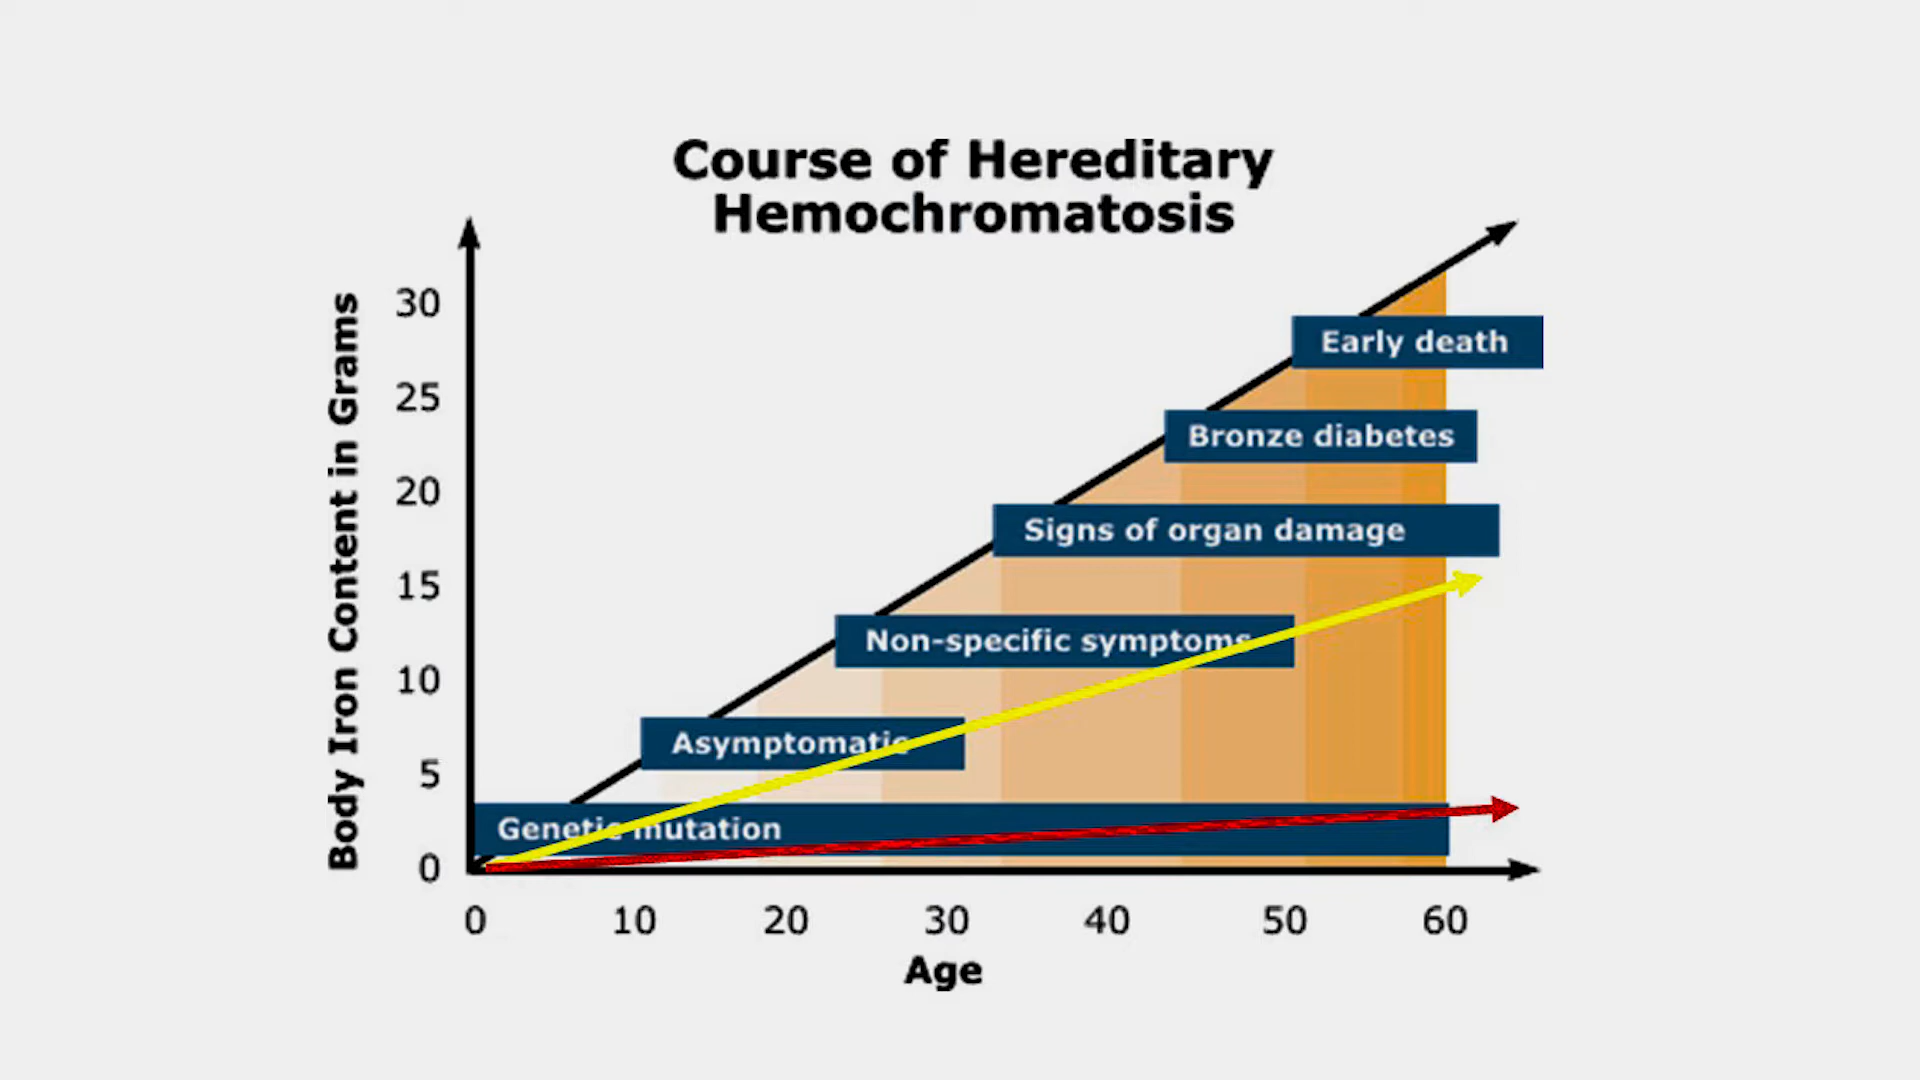 Course of Hereditary
Hemochromatosis
Body Iron Content in Grams
30
25
20
15
10
5
0
Early death
Bronze diabetes
Signs of organ damage
Non-specific symptoms
Asymptomatic
Genetic mutation
0 10 20 30 40 50 60
Age